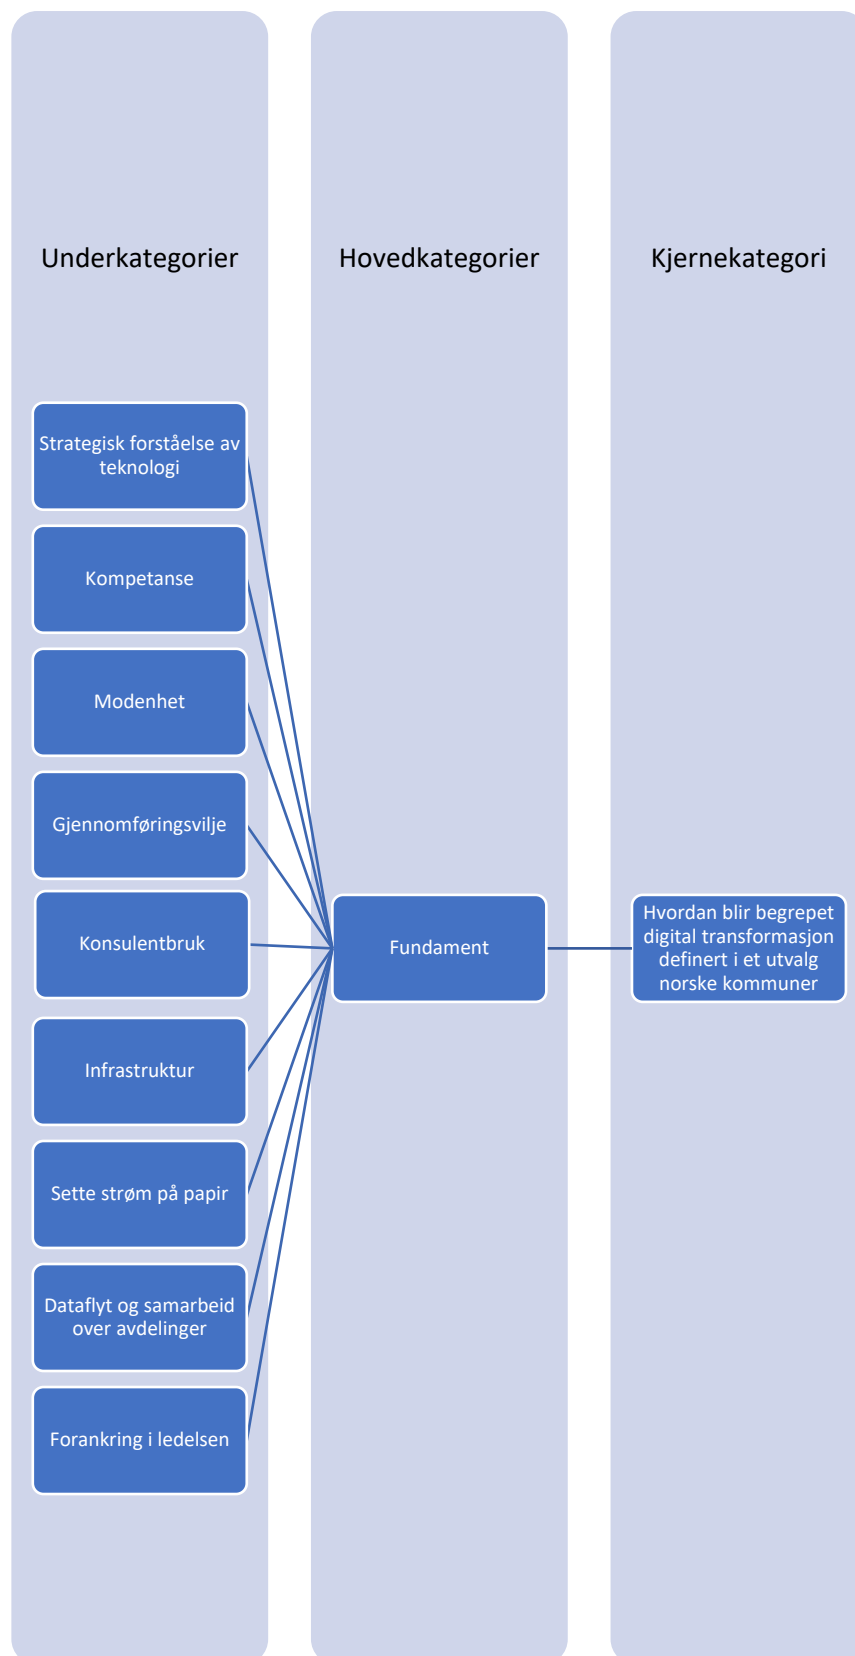 Underkategorier
Hovedkategorier
Kjernekategori
Strategisk forståelse av
teknologi
Kompetanse
Modenhet
Gjennomføringsvilje
Konsulentbruk
Infrastruktur
Sette strøm på papir
Dataflyt og samarbeid
over avdelinger
Forankring i ledelsen
Fundament
Hvordan blir begrepet
digital transformasjon
definert i et utvalg
norske kommuner